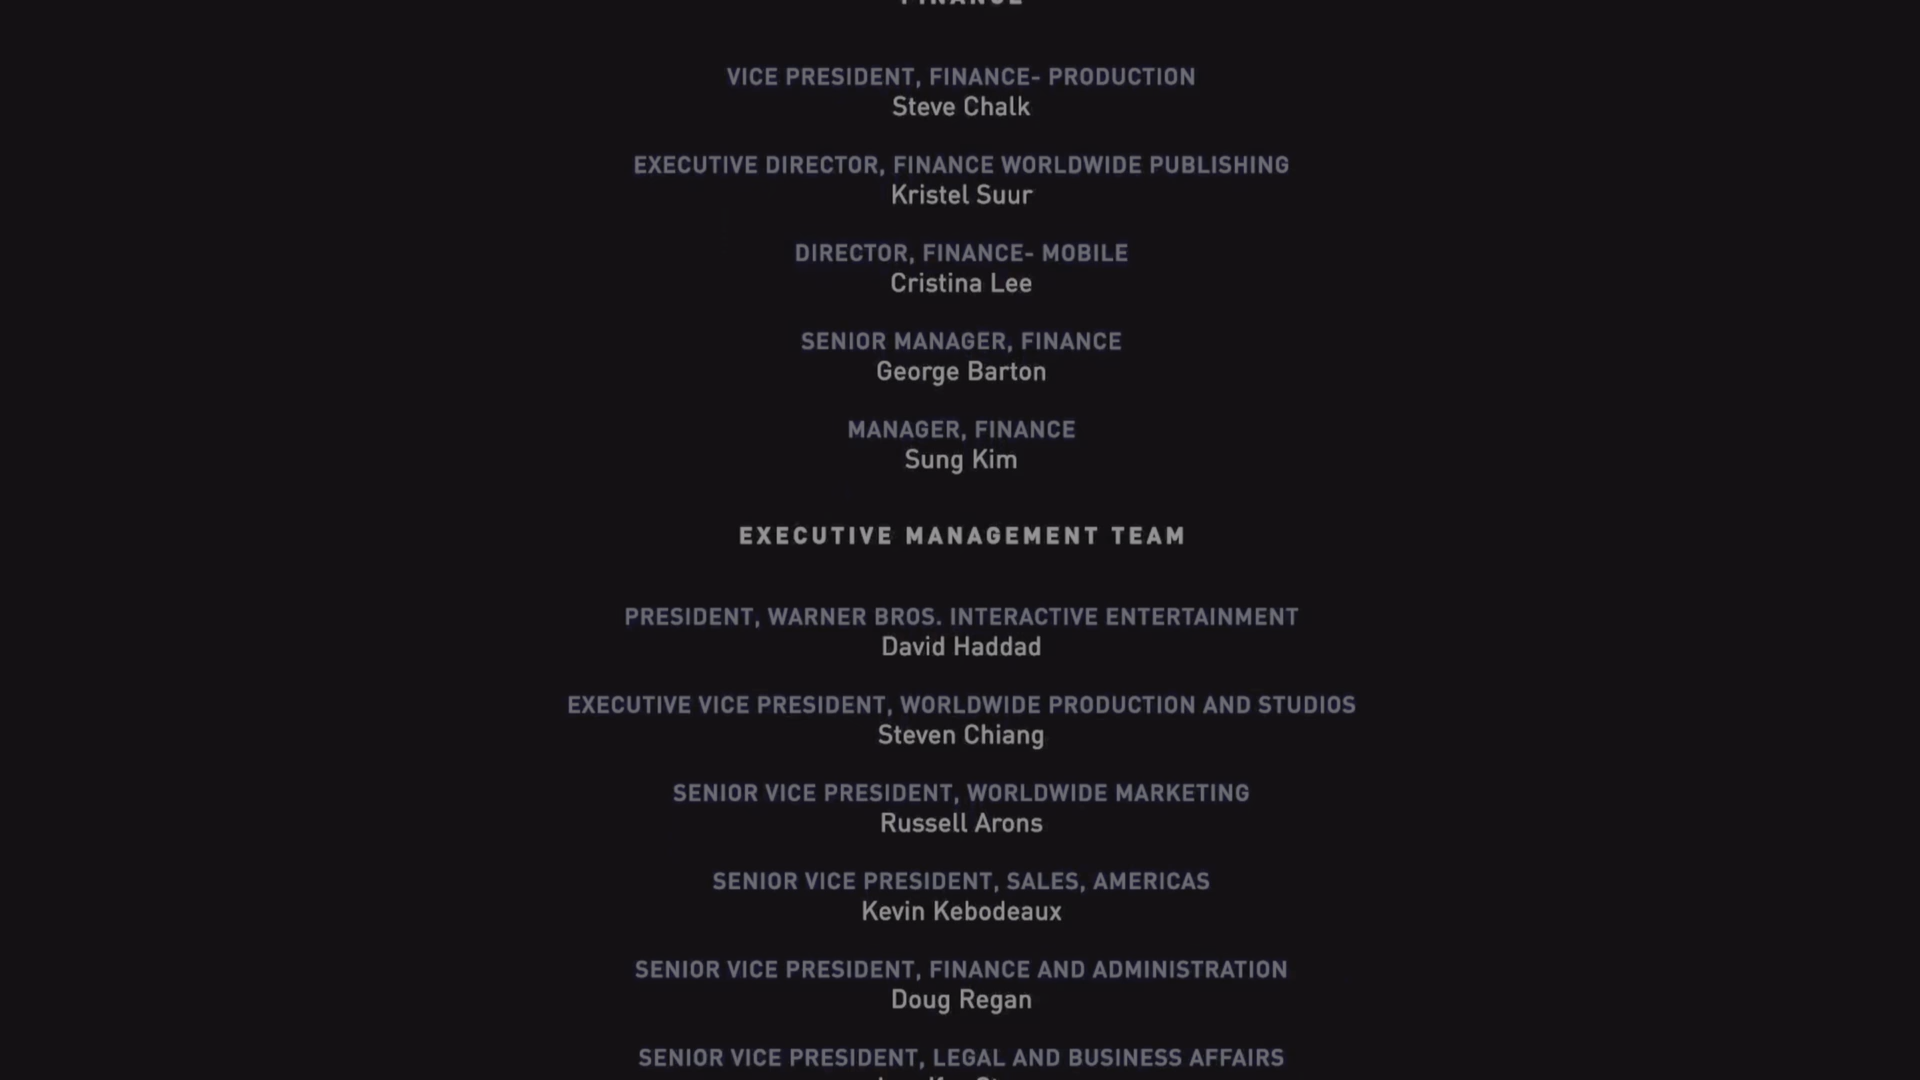 FINANCE
VICE PRESIDENT, FINANCE- PRODUCTION
Steve Chalk
EXECUTIVE DIRECTOR, FINANCE WORLDWIDE PUBLISHING
Kristel Suur
DIRECTOR, FINANCE- MOBILE
Cristina Lee
SENIOR MANAGER, FINANCE
George Barton
MANAGER, FINANCE
Sung Kim
EXECUTIVE MANAGEMENT TEAM
PRESIDENT, WARNER BROS. INTERACTIVE ENTERTAINMENT
David Haddad
EXECUTIVE VICE PRESIDENT, WORLDWIDE PRODUCTION AND STUDIOS
Steven Chiang
SENIOR VICE PRESIDENT, WORLDWIDE MARKETING
Russell Arons
SENIOR VICE PRESIDENT, SALES, AMERICAS
Kevin Kebodeaux
SENIOR VICE PRESIDENT, FINANCE AND ADMINISTRATION
Doug Regan
SENIOR VICE PRESIDENT, LEGAL AND BUSINESS AFFAIRS